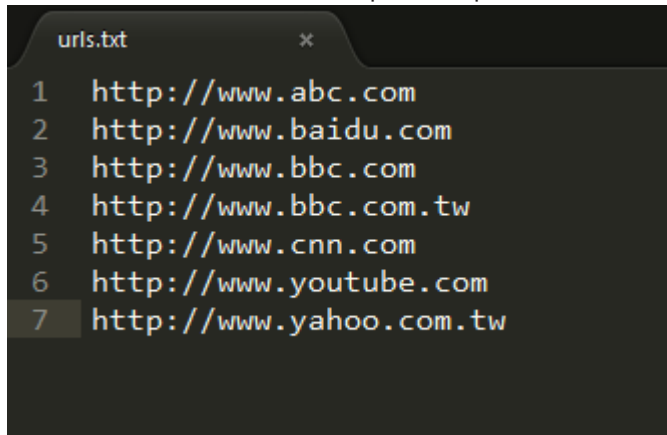 urls.txt ×
1 http://www.abc.com
2 http://www.baidu.com
3 http://www.bbc.com
4 http://www.bbc.com.tw
5 http://www.cnn.com
6 http://www.youtube.com
7 http://www.yahoo.com.tw